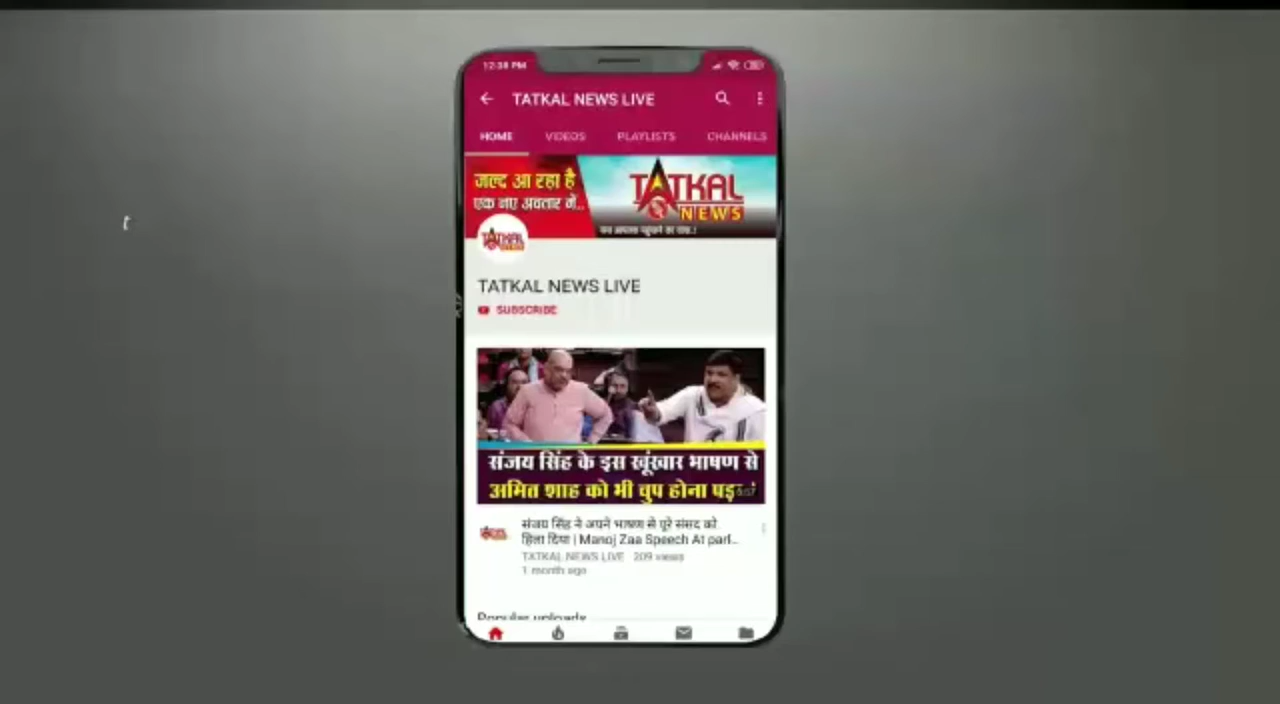 t
12:38 PM
TATKAL NEWS LIVE
HOME VIDEOS PLAYLISTS CHANNELS
जल्द आ रहा है
एक नए अवतार में..
TATKAL
NEWS
TATKAL
TATKAL NEWS LIVE
SUBSCRIBE
संजय सिंह के इस खूंखार भाषण से
अमित शाह को भी चुप होना पड़
संजय सिंह ने अपने भाषण से पूरे संसद को
हिला दिया | Manoj Zaa Speech At parl..
TATKAL NEWS LIVE 209 views
1 month ago
Popular uploads